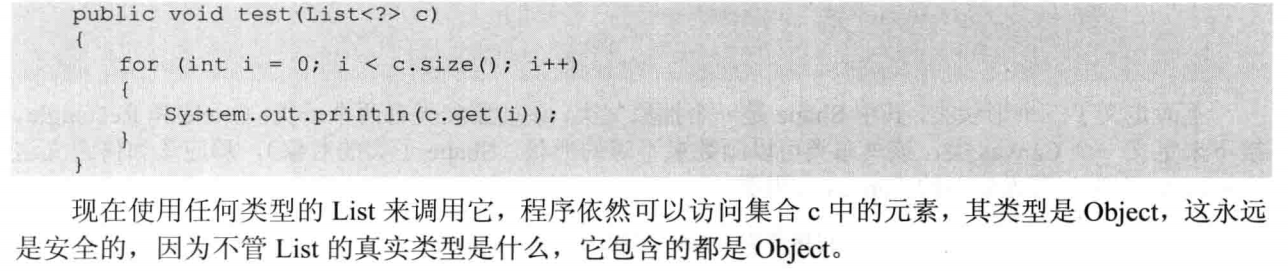 public void test(List<?> c)
{
for (int i = 0; i < c.size(); i++)
{
System.out.println(c.get(i));
}
}
现在使用任何类型的 List 来调用它，程序依然可以访问集合 c 中的元素，其类型是 Object，这永远
是安全的，因为不管 List 的真实类型是什么，它包含的都是 Object。